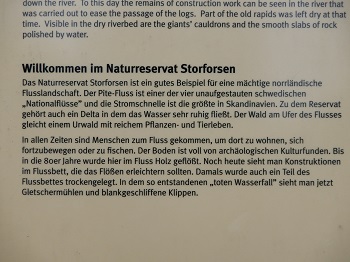 down the river. To this day the remains of construction work can be seen in the river that
was carried out to ease the passage of the logs. Part of the old rapids was left dry at that
time. Visible in the dry riverbed are the giants' cauldrons and the smooth slabs of rock
polished by water.
Willkommen im Naturreservat Storforsen
Das Naturreservat Storforsen ist ein gutes Beispiel für eine mächtige norrländische
Flusslandschaft. Der Pite-Fluss ist einer der vier unaufgestauten schwedischen
„Nationalflüsse" und die Stromschnelle ist die größte in Skandinavien. Zu dem Reservat
gehört auch ein Delta in dem das Wasser sehr ruhig fließt. Der Wald am Ufer des Flusses
gleicht einem Urwald mit reichem Pflanzen- und Tierleben.
In allen Zeiten sind Menschen zum Fluss gekommen, um dort zu wohnen, sich
fortzubewegen oder zu fischen. Der Boden ist voll von archäologischen Kulturfunden. Bis
in die 80er Jahre wurde hier im Fluss Holz geflößt. Noch heute sieht man Konstruktionen
im Flussbett, die das Flößen erleichtern sollten. Damals wurde auch ein Teil des
Flussbettes trockengelegt. In dem so entstandenen „toten Wasserfall" sieht man jetzt
Gletschermühlen und blankgeschliffene Klippen.